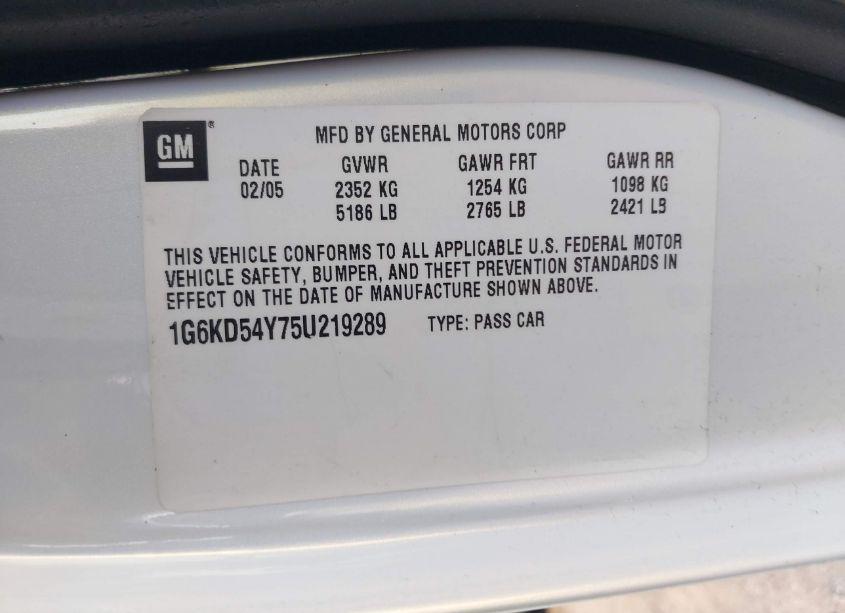 GM®
MFD BY GENERAL MOTORS CORP
DATE GVWR GAWR FRT GAWR RR
02/05 2352 KG 1254 KG 1098 KG
5186 LB 2765 LB 2421 LB
THIS VEHICLE CONFORMS TO ALL APPLICABLE U.S. FEDERAL MOTOR
VEHICLE SAFETY, BUMPER, AND THEFT PREVENTION STANDARDS IN
EFFECT ON THE DATE OF MANUFACTURE SHOWN ABOVE.
1G6KD54Y75U219289 TYPE: PASS CAR